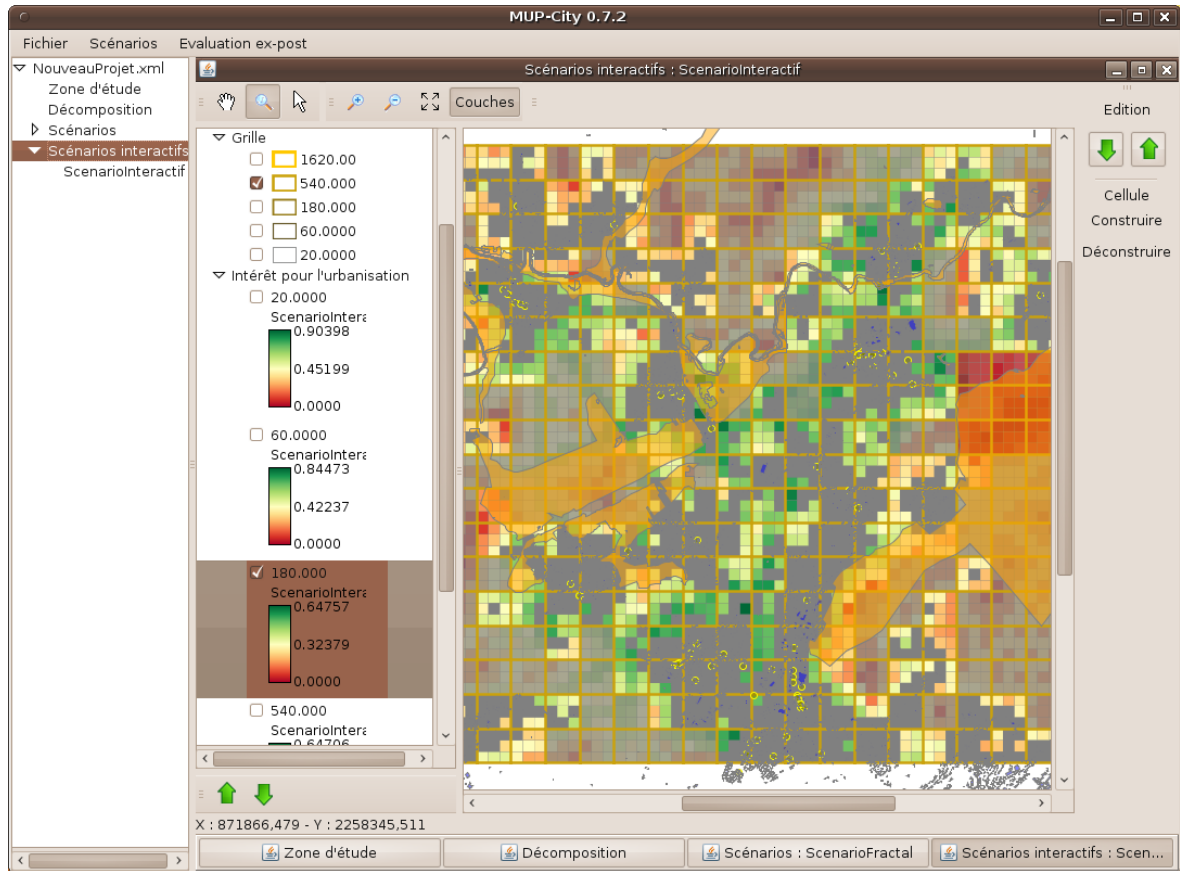 MUP-City 0.7.2
Fichier Scénarios Evaluation ex-post
NouveauProjet.xml
Zone d'étude
Décomposition
Scénarios
Scénarios interactifs
ScenarioInteractif
Scénarios interactifs : ScenarioInteractif
Couches
Grille
1620.00
540.000
180.000
60.0000
20.0000
Intérêt pour l'urbanisation
20.0000
ScenarioIntera
0.90398
0.45199
0.0000
60.0000
ScenarioIntera
0.84473
0.42237
0.0000
180.000
ScenarioIntera
0.64757
0.32379
0.0000
540.000
ScenarioIntera
0.64706
Edition
Cellule
Construire
Déconstruire
X : 871866,479 - Y : 2258345,511
Zone d'étude
Décomposition
Scénarios : ScenarioFractal
Scénarios interactifs : Scen...